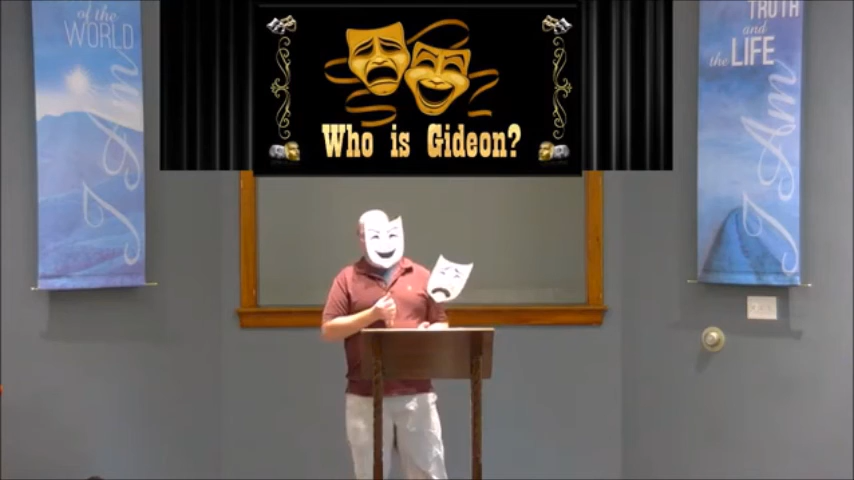 of the
WORLD
I Am
Who is Gideon?
TRUTH
and
the LIFE
I Am